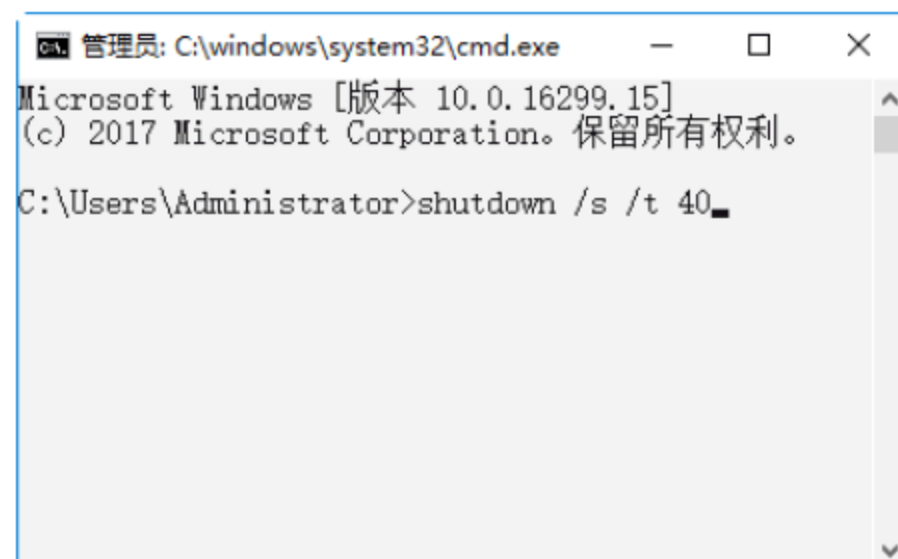 管理员: C:\windows\system32\cmd.exe
Microsoft Windows [版本 10.0.16299.15]
(c) 2017 Microsoft Corporation。保留所有权利。
C:\Users\Administrator>shutdown /s /t 40